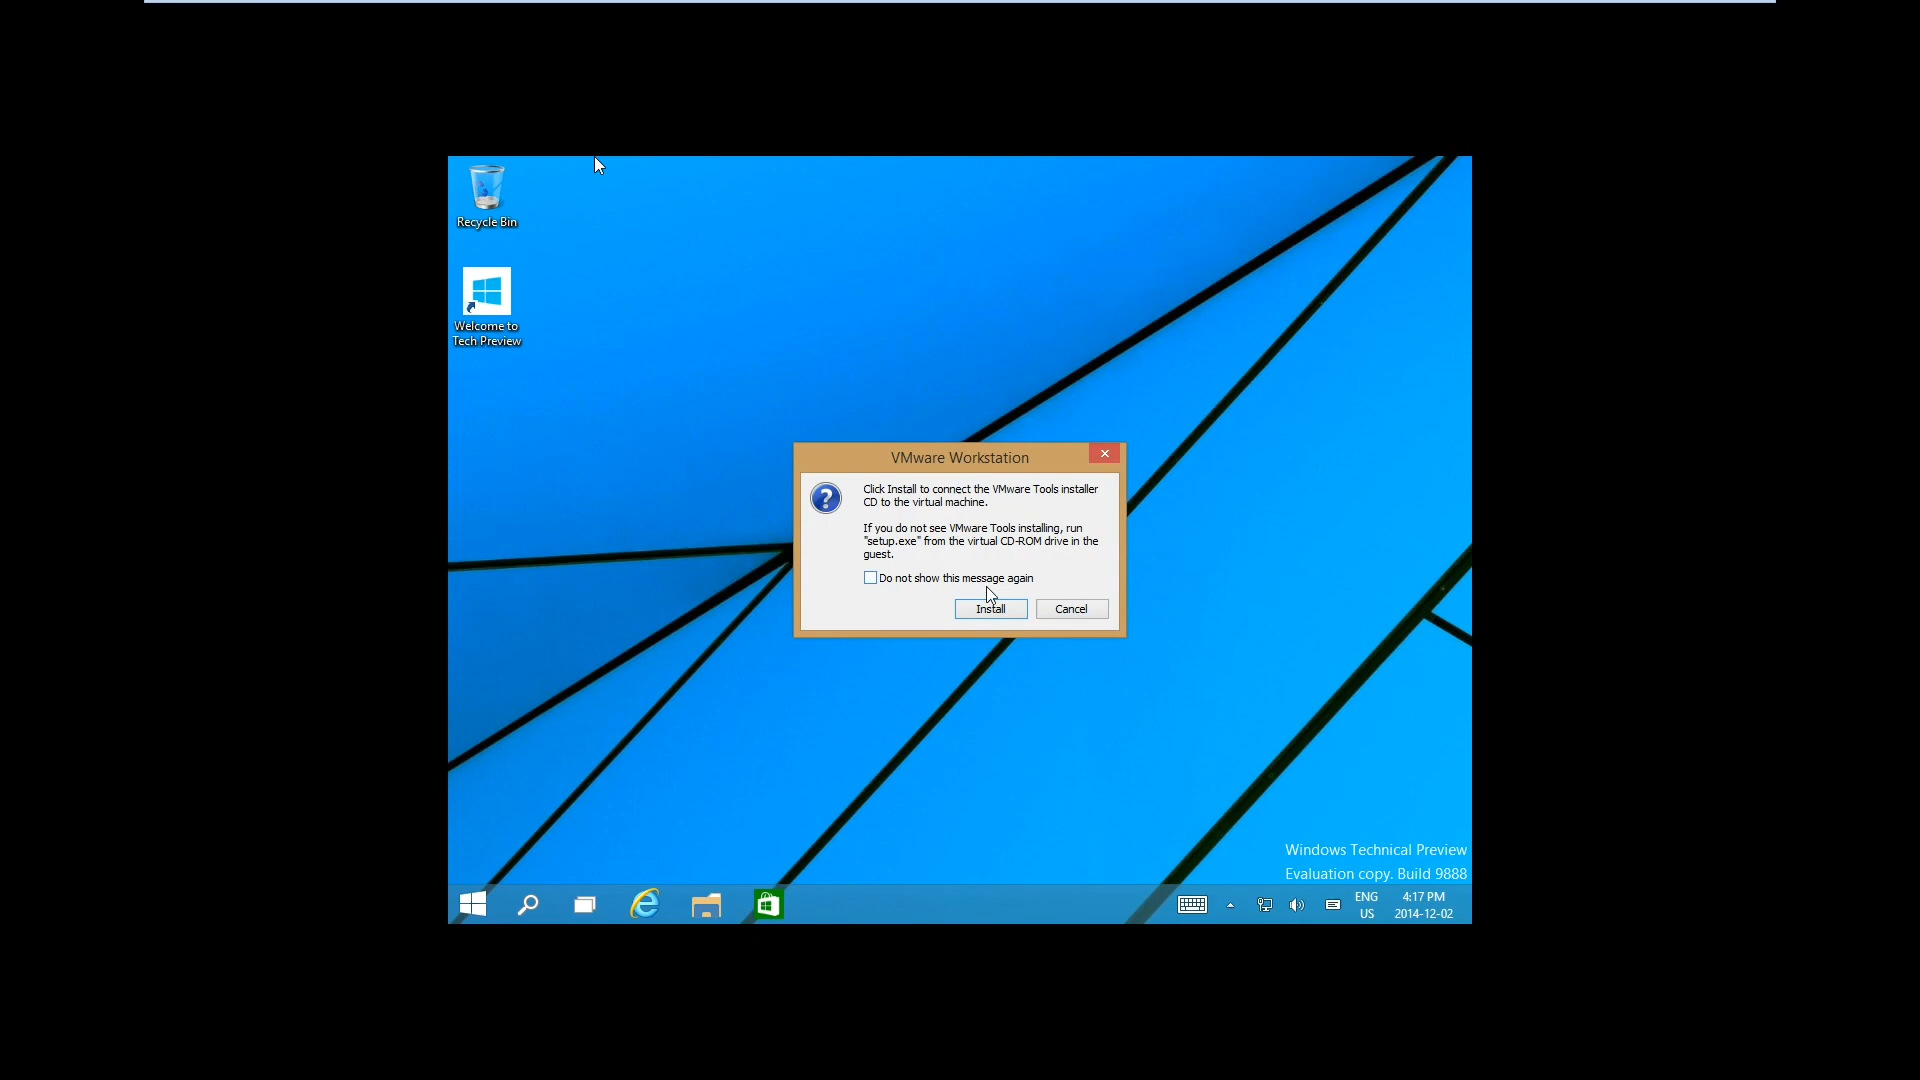 Recycle Bin
Welcome to
Tech Preview
VMware Workstation
Click Install to connect the VMware Tools installer
CD to the virtual machine.
If you do not see VMware Tools installing, run
"setup.exe" from the virtual CD-ROM drive in the
guest.
Do not show this message again
Install
Cancel
Windows Technical Preview
Evaluation copy. Build 9888
ENG
US
4:17 PM
2014-12-02